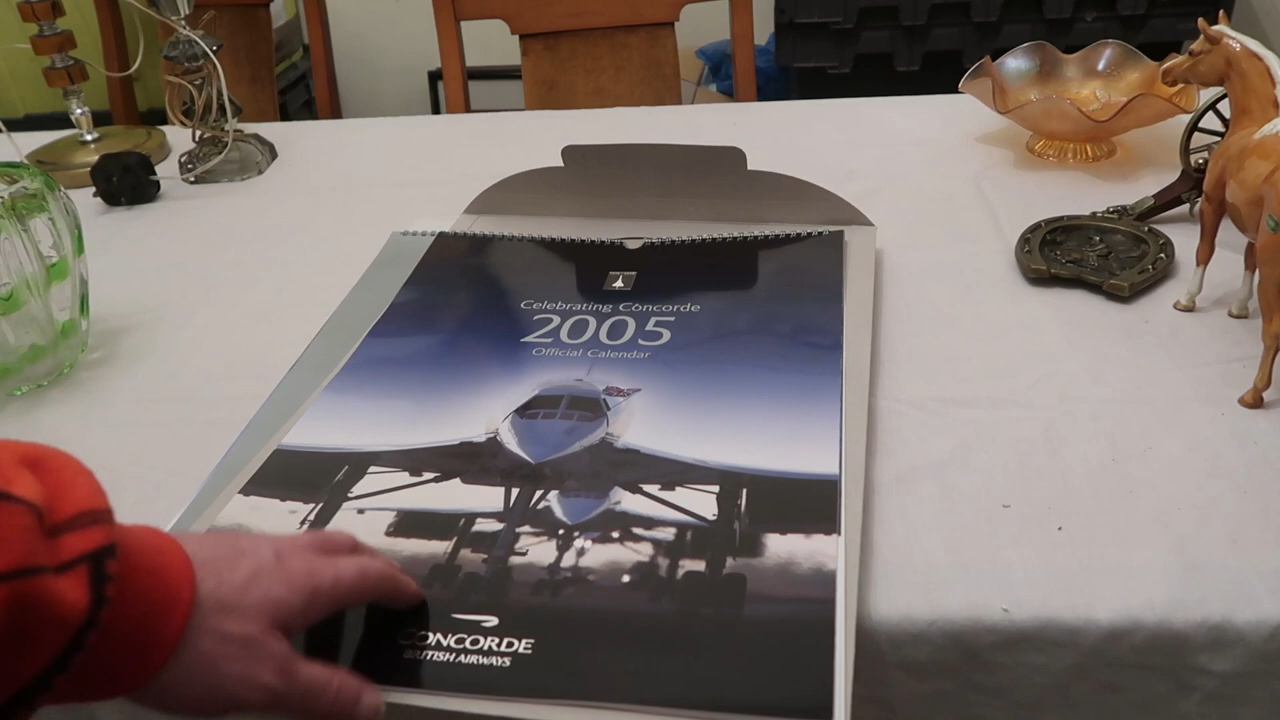 Celebrating Concorde
2005
Official Calendar
CONCORDE
BRITISH AIRWAYS